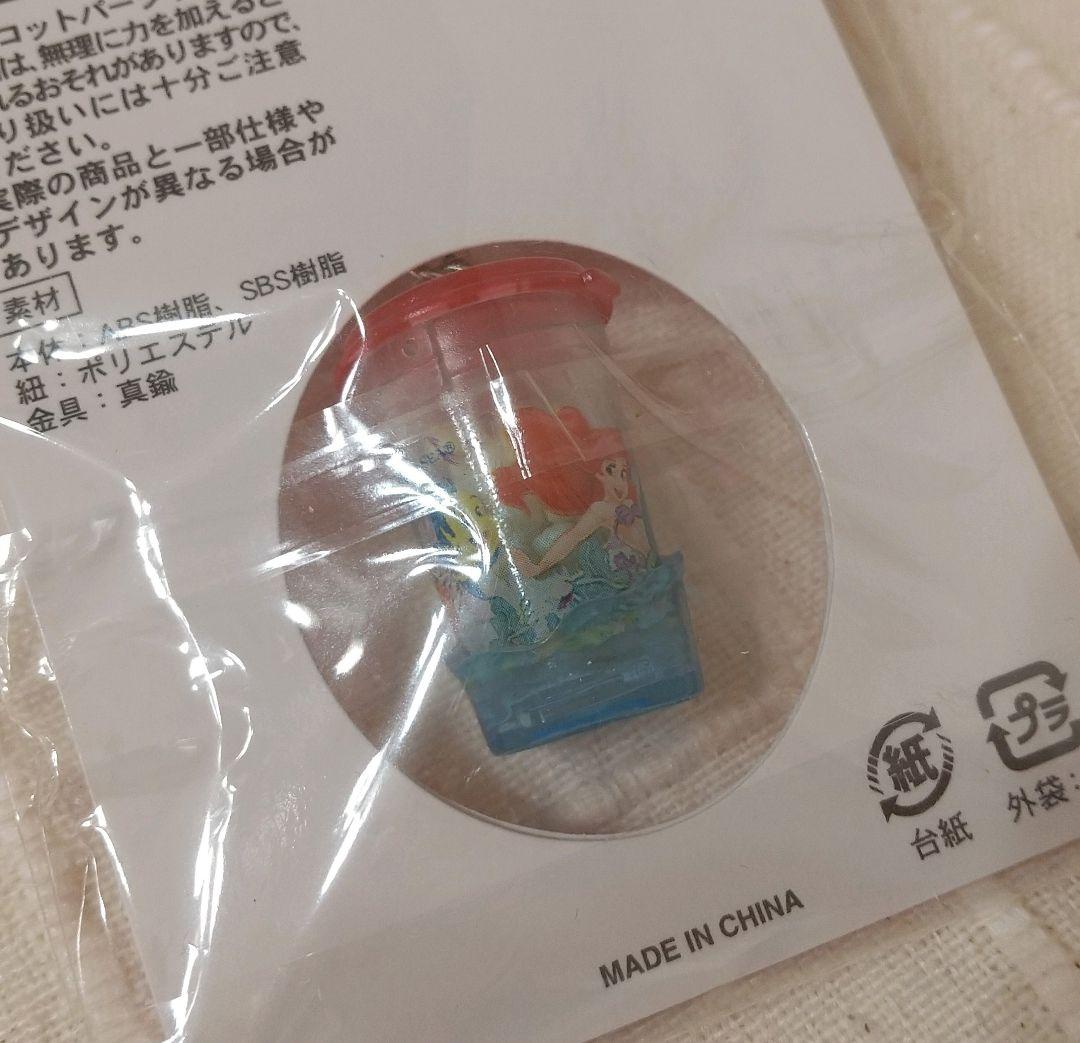 コットパーツ
は、無理に力を加えると
れるおそれがありますので、
り扱いには十分ご注意
ださい。
実際の商品と一部仕様や
デザインが異なる場合が
あります。
素材
本体：ABS樹脂、SBS樹脂
紐：ポリエステル
金具：真鍮
SEA
紙
プラ
台紙
外袋：
MADE IN CHINA